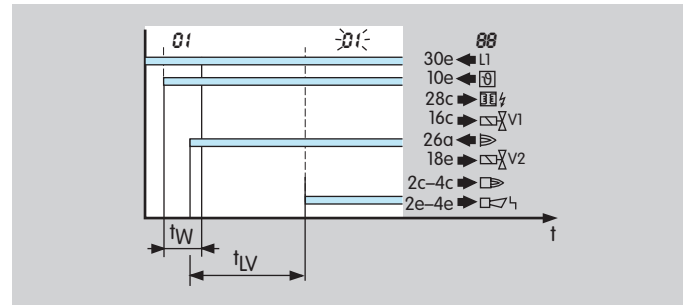 01 01 88
30e L1
10e ϑ
28c
16c V1
26a
18e V2
2c–4c
2e–4e
t
tW
tLV